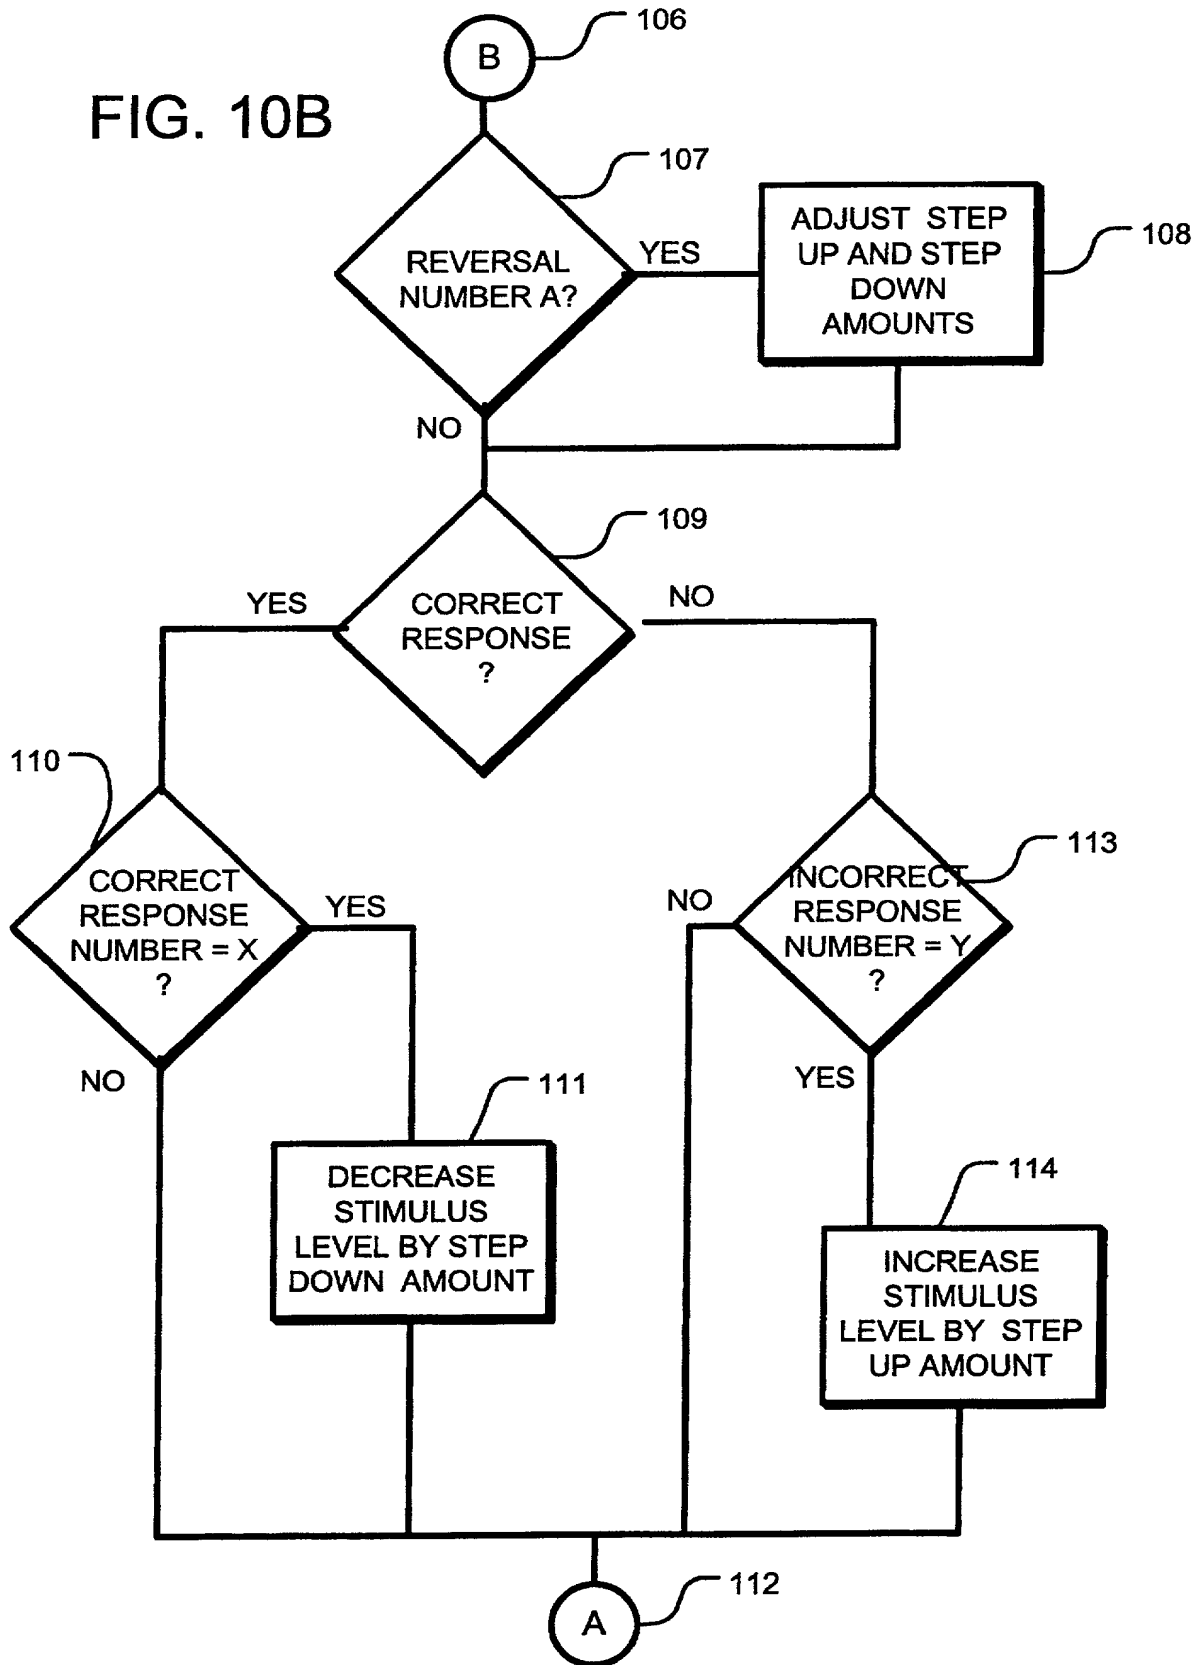 106
B
FIG. 10B
107
REVERSAL
NUMBER A?
YES
ADJUST STEP
UP AND STEP
DOWN
AMOUNTS
108
NO
109
CORRECT
RESPONSE
?
YES
NO
110
CORRECT
RESPONSE
NUMBER = X
?
YES
NO
111
DECREASE
STIMULUS
LEVEL BY STEP
DOWN AMOUNT
113
INCORRECT
RESPONSE
NUMBER = Y
?
NO
YES
114
INCREASE
STIMULUS
LEVEL BY STEP
UP AMOUNT
A
112